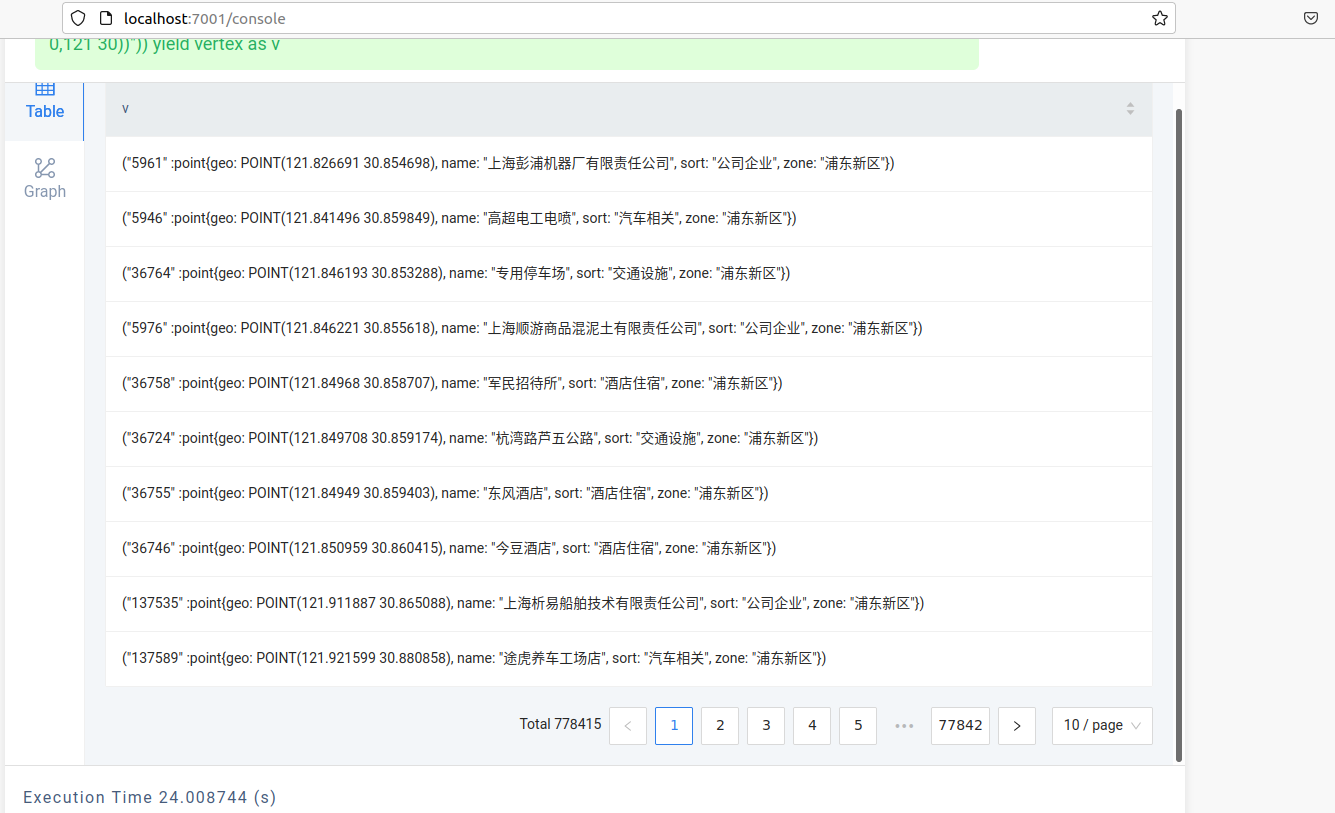 localhost:7001/console
0,121 30))")) yield vertex as v
Table
v
Graph
("5961" :point{geo: POINT(121.826691 30.854698), name: "上海彭浦机器厂有限责任公司", sort: "公司企业", zone: "浦东新区"})
("5946" :point{geo: POINT(121.841496 30.859849), name: "高超电工电喷", sort: "汽车相关", zone: "浦东新区"})
("36764" :point{geo: POINT(121.846193 30.853288), name: "专用停车场", sort: "交通设施", zone: "浦东新区"})
("5976" :point{geo: POINT(121.846221 30.855618), name: "上海顺游商品混泥土有限责任公司", sort: "公司企业", zone: "浦东新区"})
("36758" :point{geo: POINT(121.84968 30.858707), name: "军民招待所", sort: "酒店住宿", zone: "浦东新区"})
("36724" :point{geo: POINT(121.849708 30.859174), name: "杭湾路芦五公路", sort: "交通设施", zone: "浦东新区"})
("36755" :point{geo: POINT(121.84949 30.859403), name: "东风酒店", sort: "酒店住宿", zone: "浦东新区"})
("36746" :point{geo: POINT(121.850959 30.860415), name: "今豆酒店", sort: "酒店住宿", zone: "浦东新区"})
("137535" :point{geo: POINT(121.911887 30.865088), name: "上海析易船舶技术有限责任公司", sort: "公司企业", zone: "浦东新区"})
("137589" :point{geo: POINT(121.921599 30.880858), name: "途虎养车工场店", sort: "汽车相关", zone: "浦东新区"})
Total 778415 < 1 2 3 4 5 ••• 77842 > 10 / page
Execution Time 24.008744 (s)